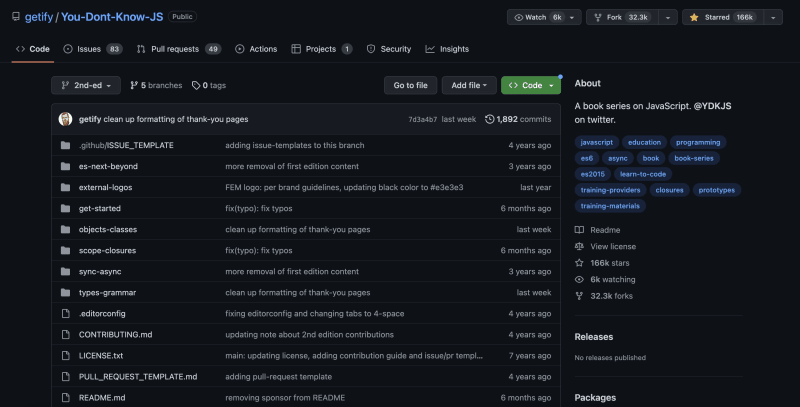 getify / You-Dont-Know-JS Public
Watch 6k Fork 32.3k Starred 166k
Code Issues 83 Pull requests 49 Actions Projects 1 Security Insights
2nd-ed 5 branches 0 tags Go to file Add file Code
getify clean up formatting of thank-you pages 7d3a4b7 last week 1,892 commits
.github/ISSUE_TEMPLATE adding issue-templates to this branch 4 years ago
es-next-beyond more removal of first edition content 3 years ago
external-logos FEM logo: per brand guidelines, updating black color to #e3e3e3 last year
get-started fix(typo): fix typos 6 months ago
objects-classes clean up formatting of thank-you pages last week
scope-closures fix(typo): fix typos 6 months ago
sync-async more removal of first edition content 3 years ago
types-grammar clean up formatting of thank-you pages last week
.editorconfig fixing editorconfig and changing tabs to 4-space 4 years ago
CONTRIBUTING.md updating note about 2nd edition contributions 4 years ago
LICENSE.txt main: updating license, adding contribution guide and issue/pr templ... 7 years ago
PULL_REQUEST_TEMPLATE.md adding pull-request template 4 years ago
README.md removing sponsor from README 6 months ago
About
A book series on JavaScript. @YDKJS
on twitter.
javascript education programming
es6 async book book-series
es2015 learn-to-code
training-providers closures prototypes
training-materials
Readme
View license
166k stars
6k watching
32.3k forks
Releases
No releases published
Packages